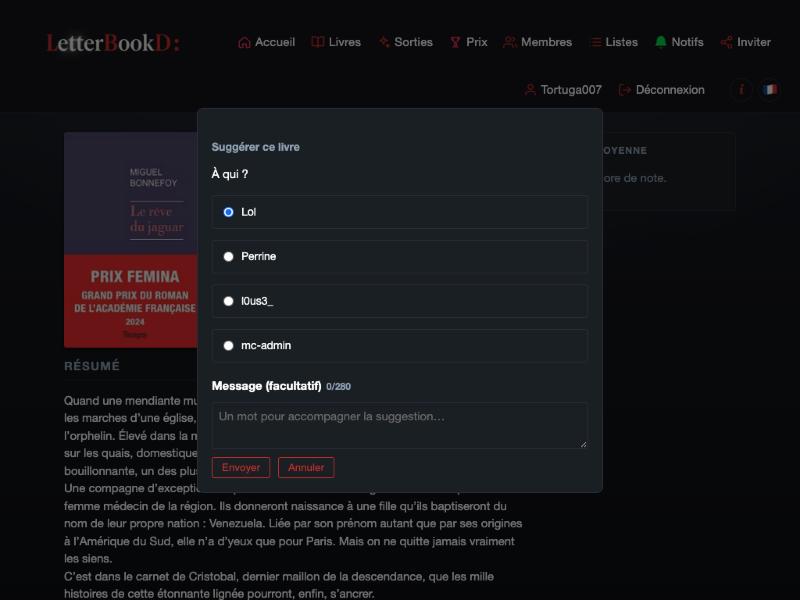 LetterBookD:
Accueil
Livres
Sorties
Prix
Membres
Listes
Notifs
Inviter
Tortuga007
Déconnexion
i
MIGUEL
BONNEFOY
Le rêve
du jaguar
PRIX FEMINA
GRAND PRIX DU ROMAN
DE L'ACADÉMIE FRANÇAISE
2024
Suggérer ce livre
À qui ?
Lol
Perrine
l0us3_
mc-admin
Message (facultatif) 0/280
Un mot pour accompagner la suggestion…
Envoyer
Annuler
OYENNE
ore de note.
RÉSUMÉ
Quand une mendiante mu
les marches d'une église,
l'orphelin. Élevé dans la m
sur les quais, domestique
bouillonnante, un des plus
Une compagne d'excepti
femme médecin de la région. Ils donneront naissance à une fille qu'ils baptiseront du
nom de leur propre nation : Venezuela. Liée par son prénom autant que par ses origines
à l'Amérique du Sud, elle n'a d'yeux que pour Paris. Mais on ne quitte jamais vraiment
les siens.
C'est dans le carnet de Cristobal, dernier maillon de la descendance, que les mille
histoires de cette étonnante lignée pourront, enfin, s'ancrer.